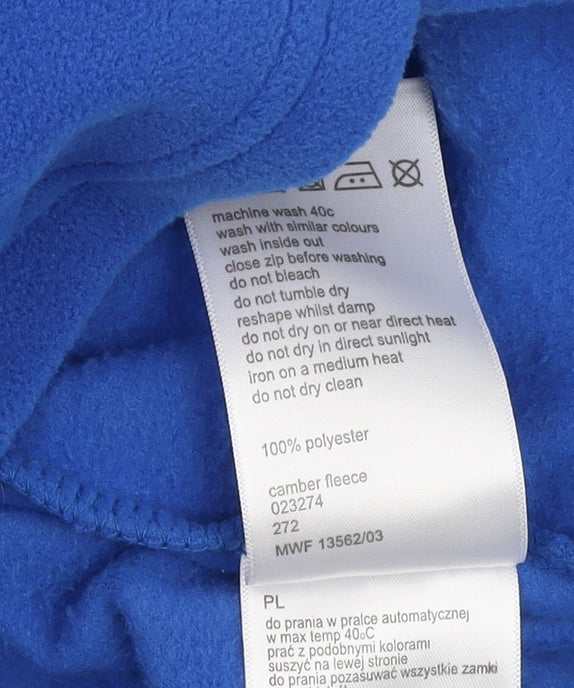 machine wash 40c
wash with similar colours
wash inside out
close zip before washing
do not bleach
do not tumble dry
reshape whilst damp
do not dry on or near direct heat
do not dry in direct sunlight
iron on a medium heat
do not dry clean
100% polyester
camber fleece
023274
272
MWF 13562/03
PL
do prania w pralce automatycznej
w max temp 40oC
prać z podobnymi kolorami
suszyć na lewej stronie
do prania pozasuwać wszystkie zamki